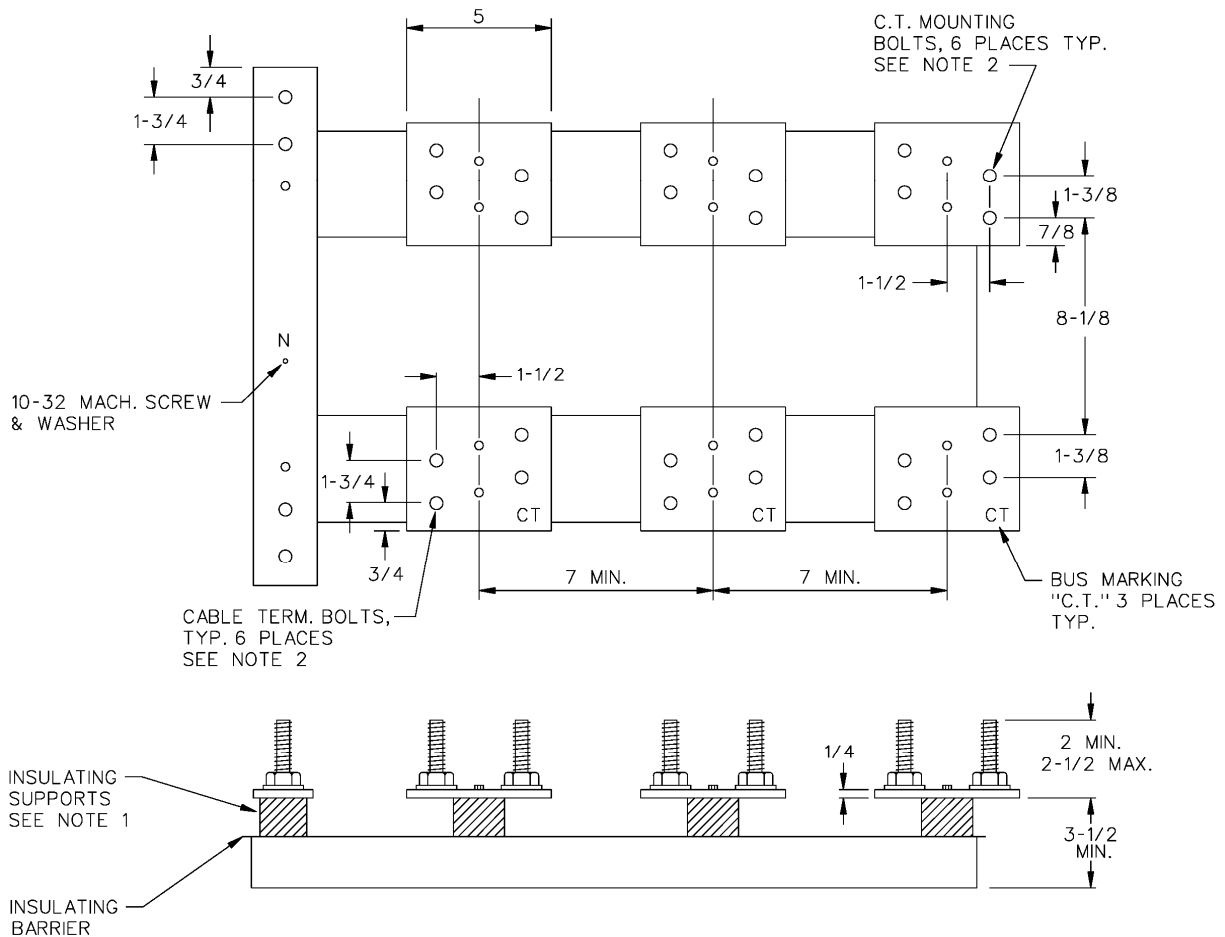 5
C.T. MOUNTING
BOLTS, 6 PLACES TYP.
SEE NOTE 2
3/4
1-3/4
1-3/8
7/8
1-1/2
8-1/8
N
10-32 MACH. SCREW
& WASHER
1-1/2
1-3/4
3/4
1-3/8
CT
CT
CT
7 MIN.
7 MIN.
CABLE TERM. BOLTS,
TYP. 6 PLACES
SEE NOTE 2
BUS MARKING
"C.T." 3 PLACES
TYP.
INSULATING
SUPPORTS
SEE NOTE 1
1/4
2 MIN.
2-1/2 MAX.
3-1/2
MIN.
INSULATING
BARRIER